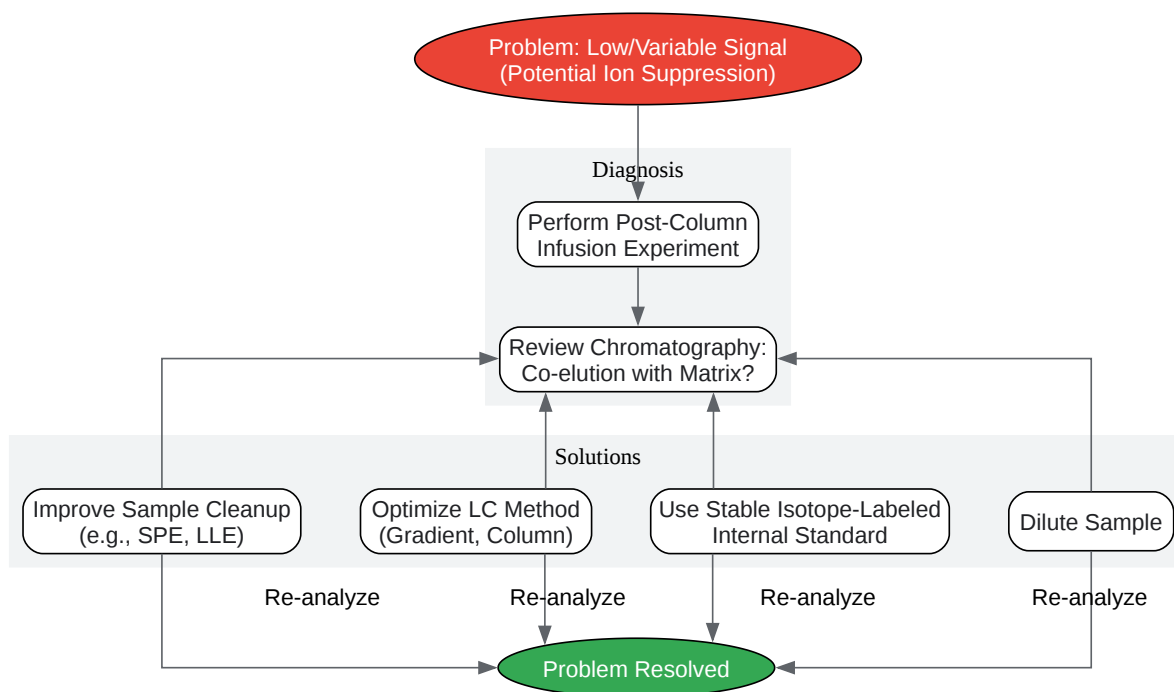 Problem: Low/Variable Signal
(Potential Ion Suppression)
Diagnosis
Perform Post-Column
Infusion Experiment
Review Chromatography:
Co-elution with Matrix?
Solutions
Improve Sample Cleanup
(e.g., SPE, LLE)
Optimize LC Method
(Gradient, Column)
Use Stable Isotope-Labeled
Internal Standard
Dilute Sample
Re-analyze
Re-analyze
Re-analyze
Re-analyze
Problem Resolved